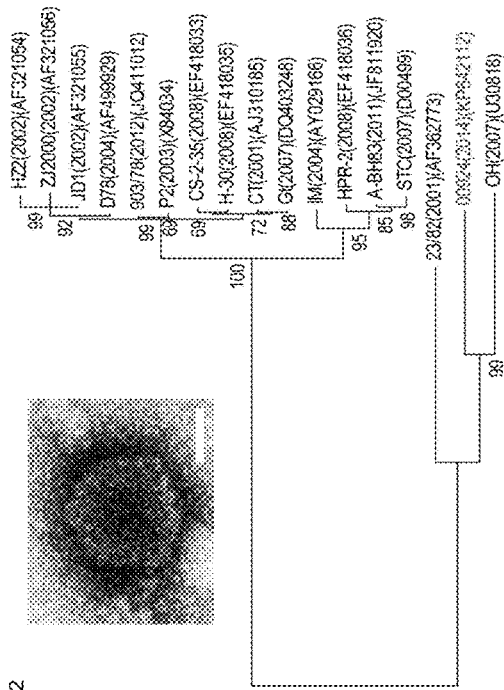 2
HZ2(2002)(AF321054)
ZJ2000(2002)(AF321056)
JD1(2002)(AF321055)
D78(2004)(AF499929)
903/78(2012)(JQ411012)
P2(2003)(X84034)
CS-2-35(2008)(EF418033)
H-30(2008)(EF418035)
CT(2001)(AJ310185)
GI(2007)(DQ403248)
IM(2004)(AY029166)
HPR-2(2008)(EF418036)
A-BH83(2011)(JF811920)
STC(2007)(D00499)
23/82(2001)(AF362773)
OH(2007)(U30818)
99
92
99
69
72
88
100
95
85
98
99